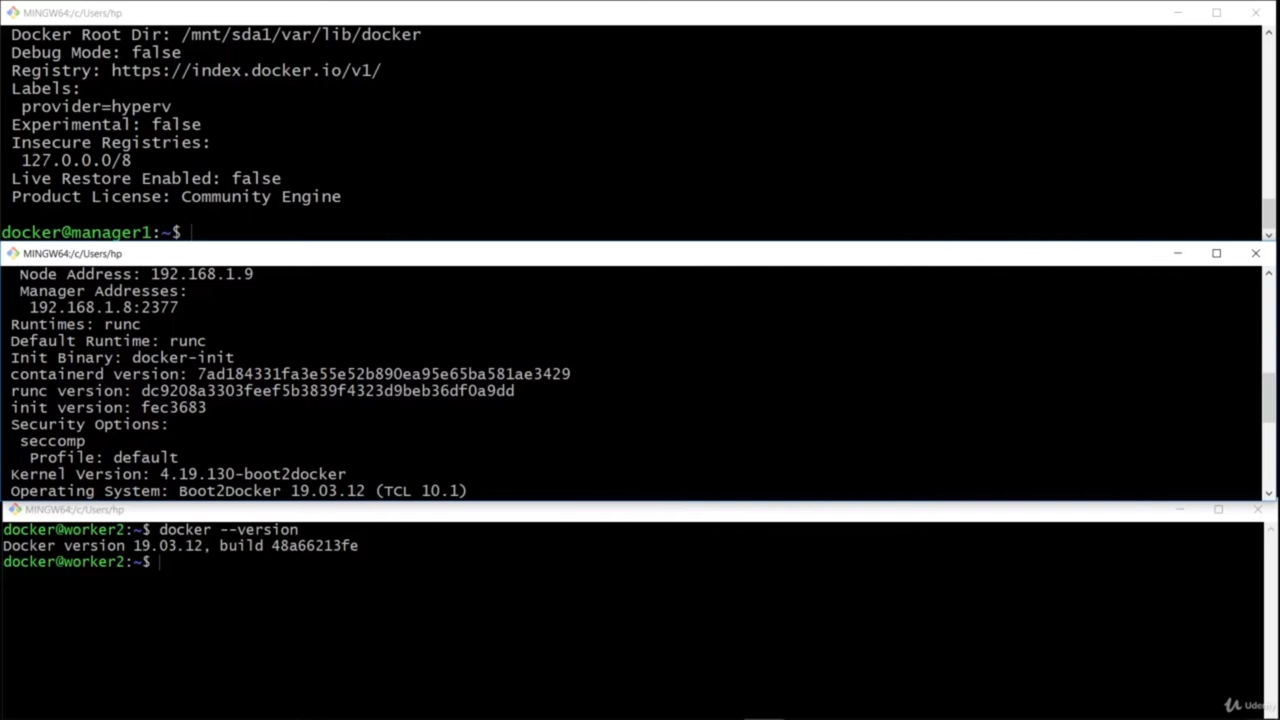 MINGW64:/c/Users/hp
Docker Root Dir: /mnt/sda1/var/lib/docker
Debug Mode: false
Registry: https://index.docker.io/v1/
Labels:
provider=hyperv
Experimental: false
Insecure Registries:
127.0.0.0/8
Live Restore Enabled: false
Product License: Community Engine
docker@manager1:~$
MINGW64:/c/Users/hp
Node Address: 192.168.1.9
Manager Addresses:
192.168.1.8:2377
Runtimes: runc
Default Runtime: runc
Init Binary: docker-init
containerd version: 7ad184331fa3e55e52b890ea95e65ba581ae3429
runc version: dc9208a3303feef5b3839f4323d9beb36df0a9dd
init version: fec3683
Security Options:
seccomp
Profile: default
Kernel Version: 4.19.130-boot2docker
Operating System: Boot2Docker 19.03.12 (TCL 10.1)
MINGW64:/c/Users/hp
docker@worker2:~$ docker --version
Docker version 19.03.12, build 48a66213fe
docker@worker2:~$